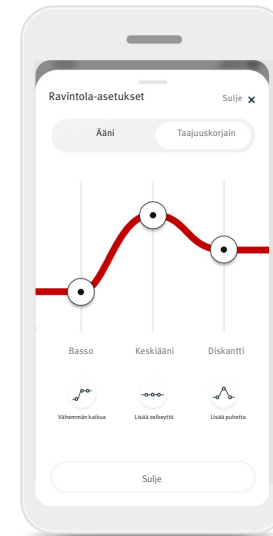 Ravintola-asetukset Sulje ×
Ääni Taajuuskorjain
Basso Keskiääni Diskantti
Vähemmän kaikua Lisää selkeyttä Lisää puhetta
Sulje